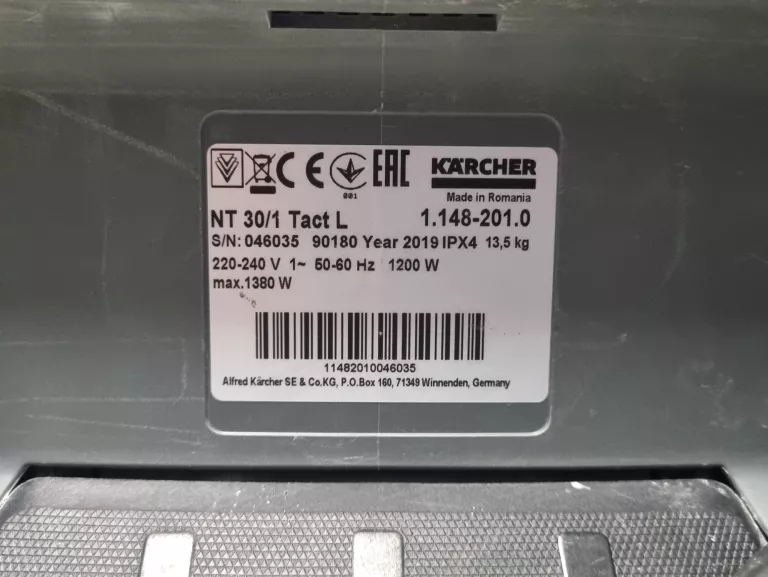 CE EAC KÄRCHER
001
Made in Romania
NT 30/1 Tact L 1.148-201.0
S/N: 046035 90180 Year 2019 IPX4 13,5 kg
220-240 V 1~ 50-60 Hz 1200 W
max.1380 W
11482010046035
Alfred Kärcher SE & Co.KG, P.O.Box 160, 71349 Winnenden, Germany